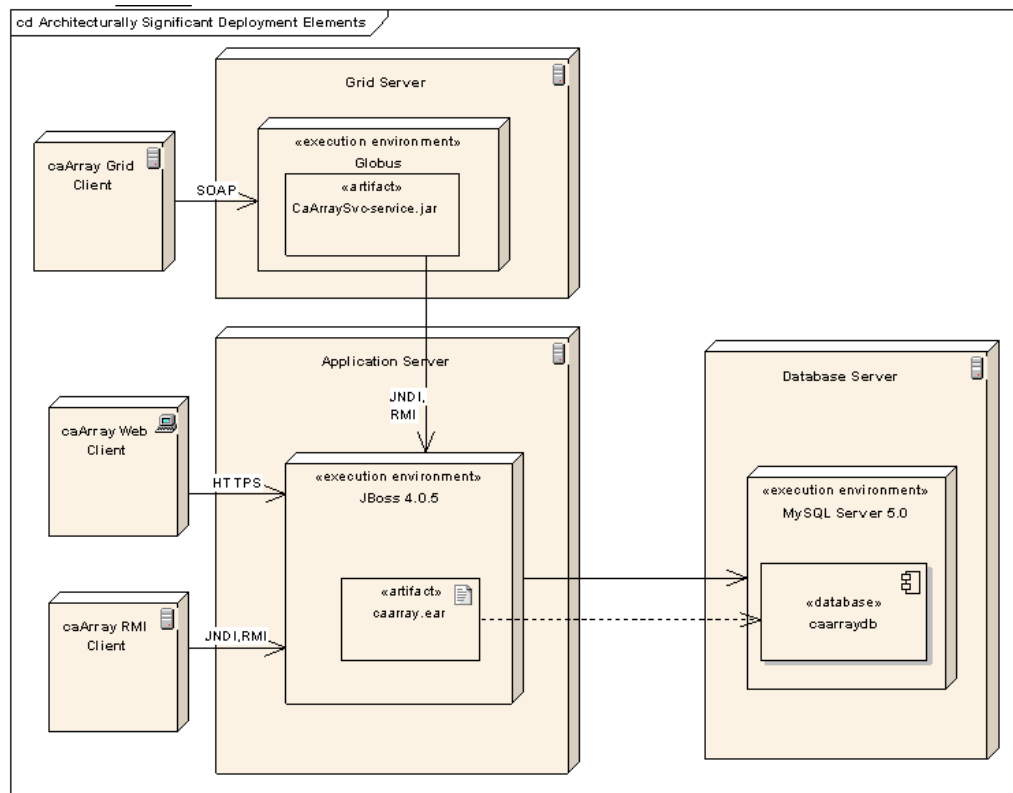 cd Architecturally Significant Deployment Elements
Grid Server
«execution environment»
Globus
«artifact»
CaArraySvc-service.jar
caArray Grid
Client
SOAP
Application Server
JNDI,
RMI
caArray Web
Client
HTTPS
«execution environment»
JBoss 4.0.5
«artifact»
caarray.ear
caArray RMI
Client
JNDI,RMI
Database Server
«execution environment»
MySQL Server 5.0
«database»
caarraydb